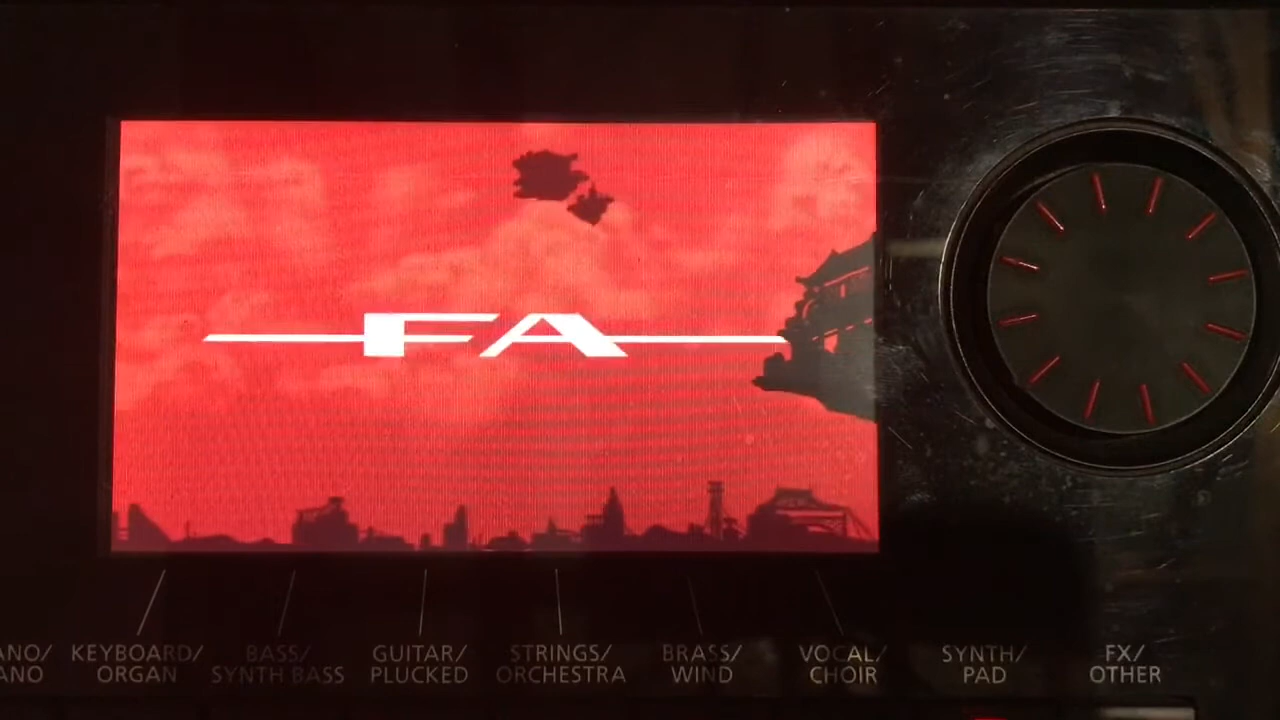 FA
ANO/ KEYBOARD/ BASS/ GUITAR/ STRINGS/ BRASS/ VOCAL/ SYNTH/ FX/
ANO ORGAN SYNTH BASS PLUCKED ORCHESTRA WIND CHOIR PAD OTHER